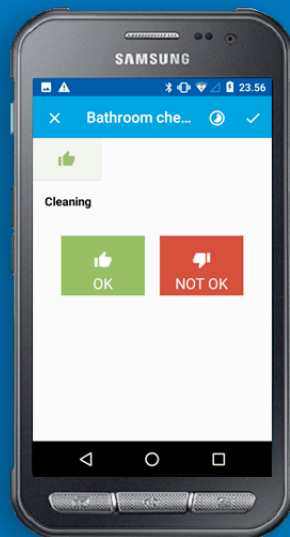 SAMSUNG
23.56
Bathroom che...
Cleaning
OK
NOT OK